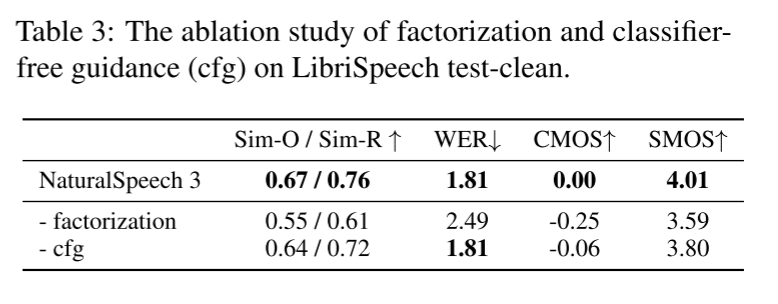 Table 3: The ablation study of factorization and classifier-
free guidance (cfg) on LibriSpeech test-clean.
Sim-O / Sim-R ↑ WER↓ CMOS↑ SMOS↑
NaturalSpeech 3 0.67 / 0.76 1.81 0.00 4.01
- factorization 0.55 / 0.61 2.49 -0.25 3.59
- cfg 0.64 / 0.72 1.81 -0.06 3.80